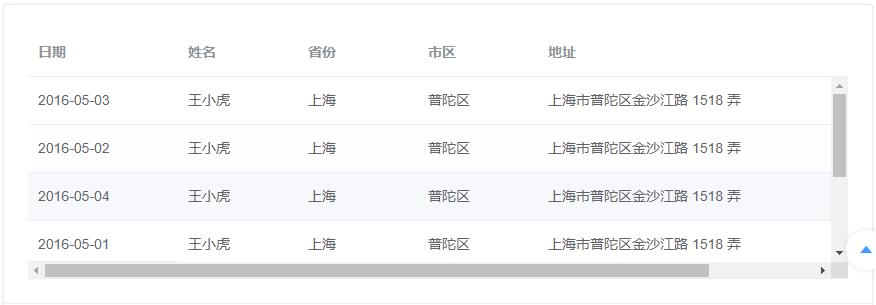 日期 姓名 省份 市区 地址
2016-05-03 王小虎 上海 普陀区 上海市普陀区金沙江路 1518 弄
2016-05-02 王小虎 上海 普陀区 上海市普陀区金沙江路 1518 弄
2016-05-04 王小虎 上海 普陀区 上海市普陀区金沙江路 1518 弄
2016-05-01 王小虎 上海 普陀区 上海市普陀区金沙江路 1518 弄